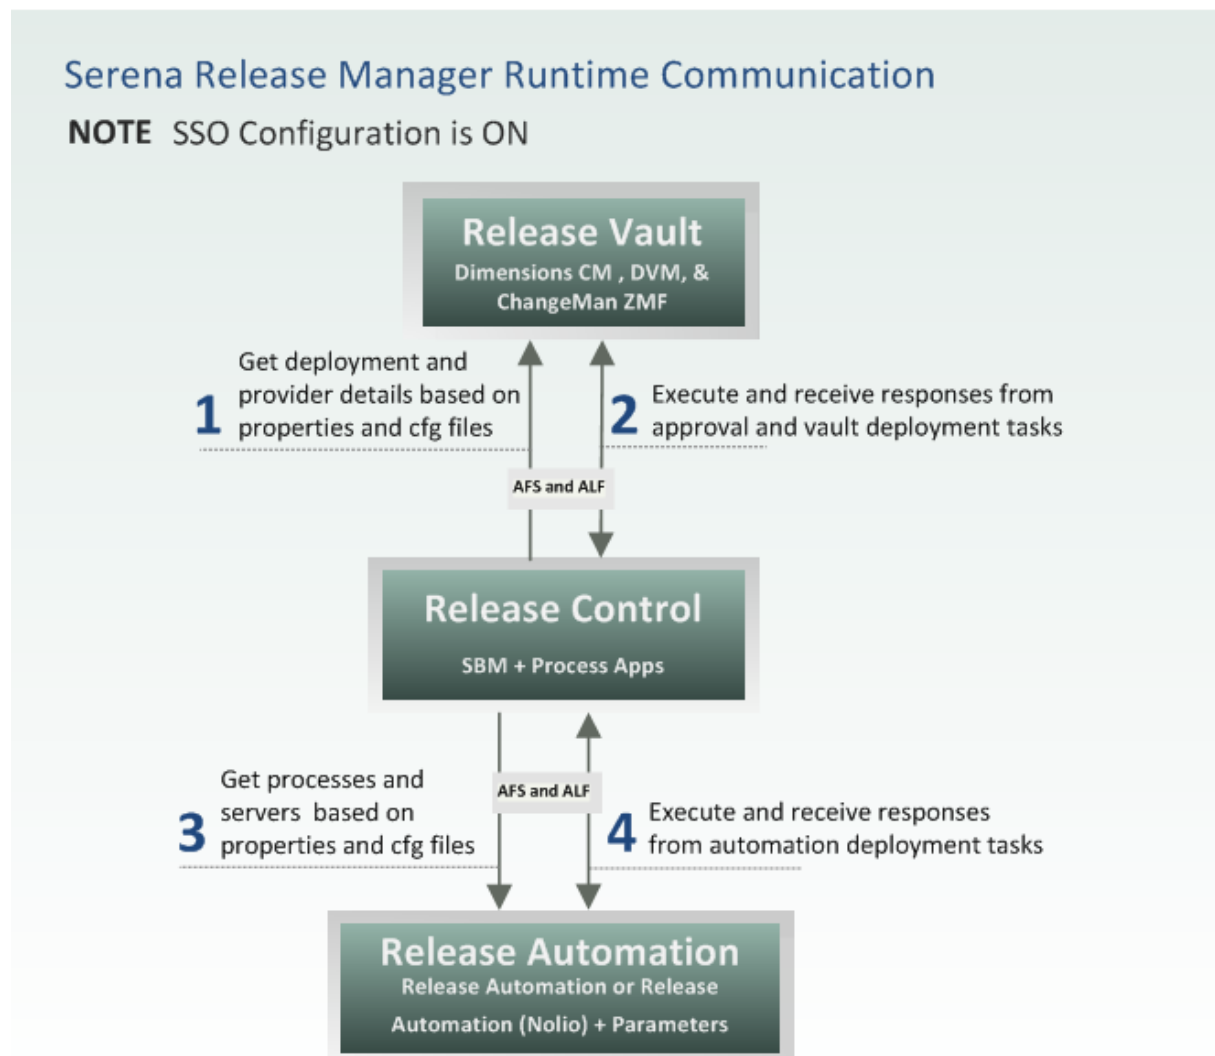 Serena Release Manager Runtime Communication
NOTE SSO Configuration is ON
Release Vault
Dimensions CM , DVM, &
ChangeMan ZMF
1
Get deployment and
provider details based on
properties and cfg files
2
Execute and receive responses from
approval and vault deployment tasks
AFS and ALF
Release Control
SBM + Process Apps
3
Get processes and
servers based on
properties and cfg files
AFS and ALF
4
Execute and receive responses
from automation deployment tasks
Release Automation
Release Automation or Release
Automation (Nolio) + Parameters